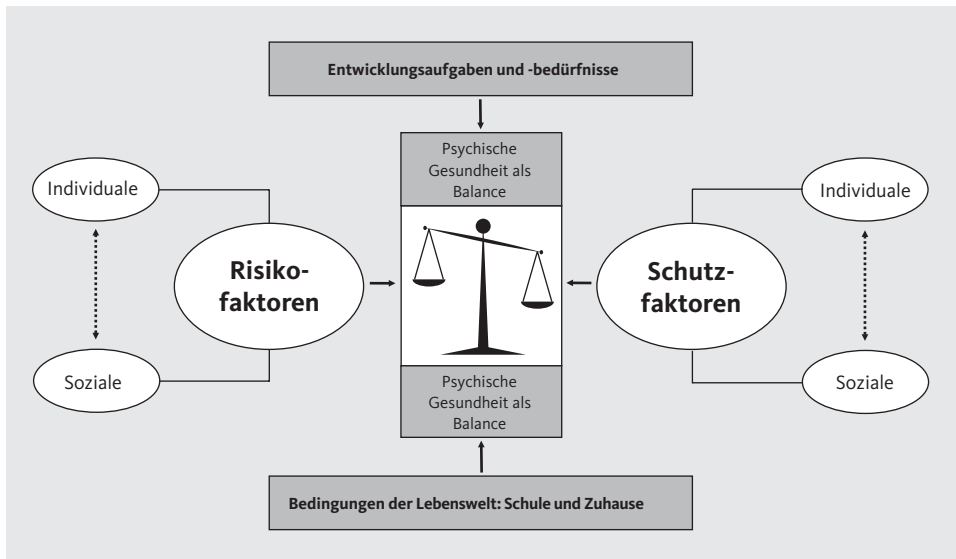 Entwicklungsaufgaben und -bedürfnisse
Psychische
Gesundheit als
Balance
Individuale
Risiko-
faktoren
Soziale
Schutz-
faktoren
Individuale
Soziale
Psychische
Gesundheit als
Balance
Bedingungen der Lebenswelt: Schule und Zuhause